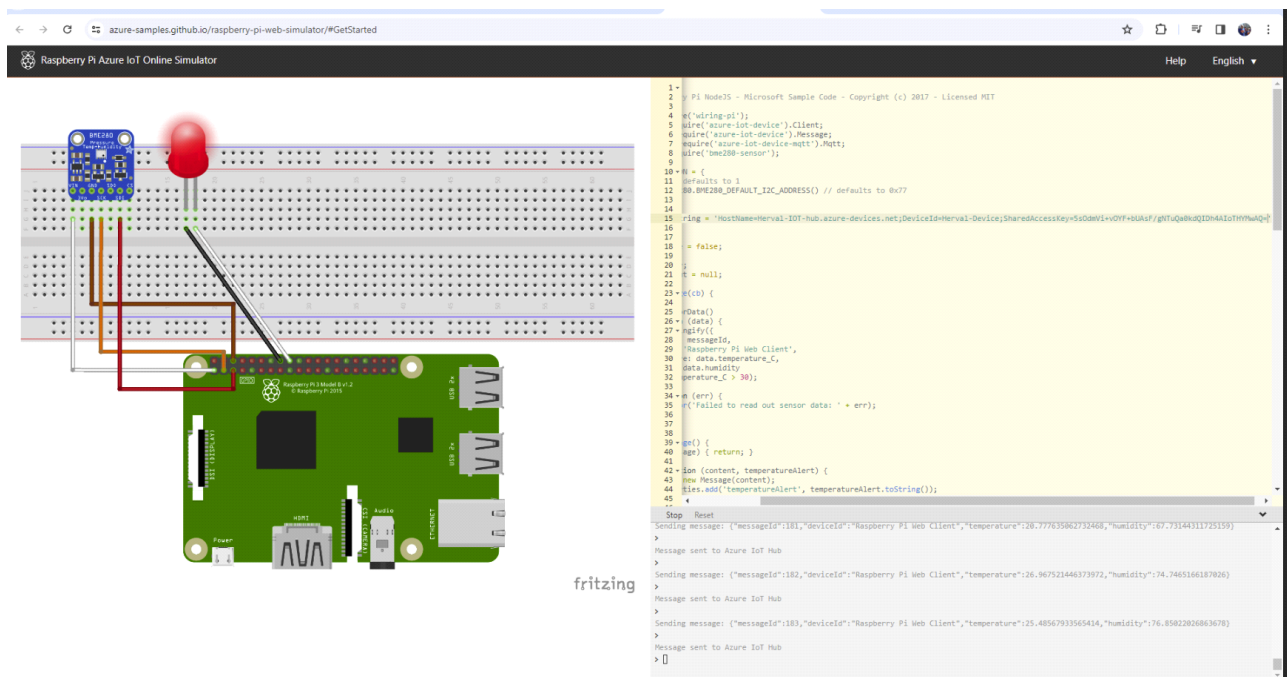 azure-samples.github.io/raspberry-pi-web-simulator/#GetStarted
Raspberry Pi Azure IoT Online Simulator
Help English
BME280
Pressure
Temp+Humidity
Raspberry Pi 3 Model B v1.2
© Raspberry Pi 2015
USB 2x
USB 2x
DSI (DISPLAY)
CSI (CAMERA)
HDMI
Audio
ETHERNET
Power
fritzing
1
2 y Pi NodeJS - Microsoft Sample Code - Copyright (c) 2017 - Licensed MIT
3
4 e('wiring-pi');
5 uire('azure-iot-device').Client;
6 quire('azure-iot-device').Message;
7 equire('azure-iot-device-mqtt').Mqtt;
8 uire('bme280-sensor');
9
10 N = {
11 defaults to 1
12 80.BME280_DEFAULT_I2C_ADDRESS() // defaults to 0x77
13
14
15 ring = 'HostName=Herval-IOT-hub.azure-devices.net;DeviceId=Herval-Device;SharedAccessKey=
16
17
18 = false;
19
20 ;
21 t = null;
22
23 e(cb) {
24
25 rData()
26 (data) {
27 ngify({
28 messageId,
29 'Raspberry Pi Web Client',
30 e: data.temperature_C,
31 data.humidity
32 perature_C > 30);
33
34 n (err) {
35 r('Failed to read out sensor data: ' + err);
36
37
38
39 ge() {
40 age) { return; }
41
42 ion (content, temperatureAlert) {
43 new Message(content);
44 ties.add('temperatureAlert', temperatureAlert.toString());
45
Stop Reset
Sending message: {"messageId":181,"deviceId":"Raspberry Pi Web Client","temperature":20.777635062732468,"humidity":67.73144311725159}
>
Message sent to Azure IoT Hub
>
Sending message: {"messageId":182,"deviceId":"Raspberry Pi Web Client","temperature":26.967521446373972,"humidity":74.7465166187026}
>
Message sent to Azure IoT Hub
>
Sending message: {"messageId":183,"deviceId":"Raspberry Pi Web Client","temperature":25.48567933565414,"humidity":76.85022026863678}
>
Message sent to Azure IoT Hub
>